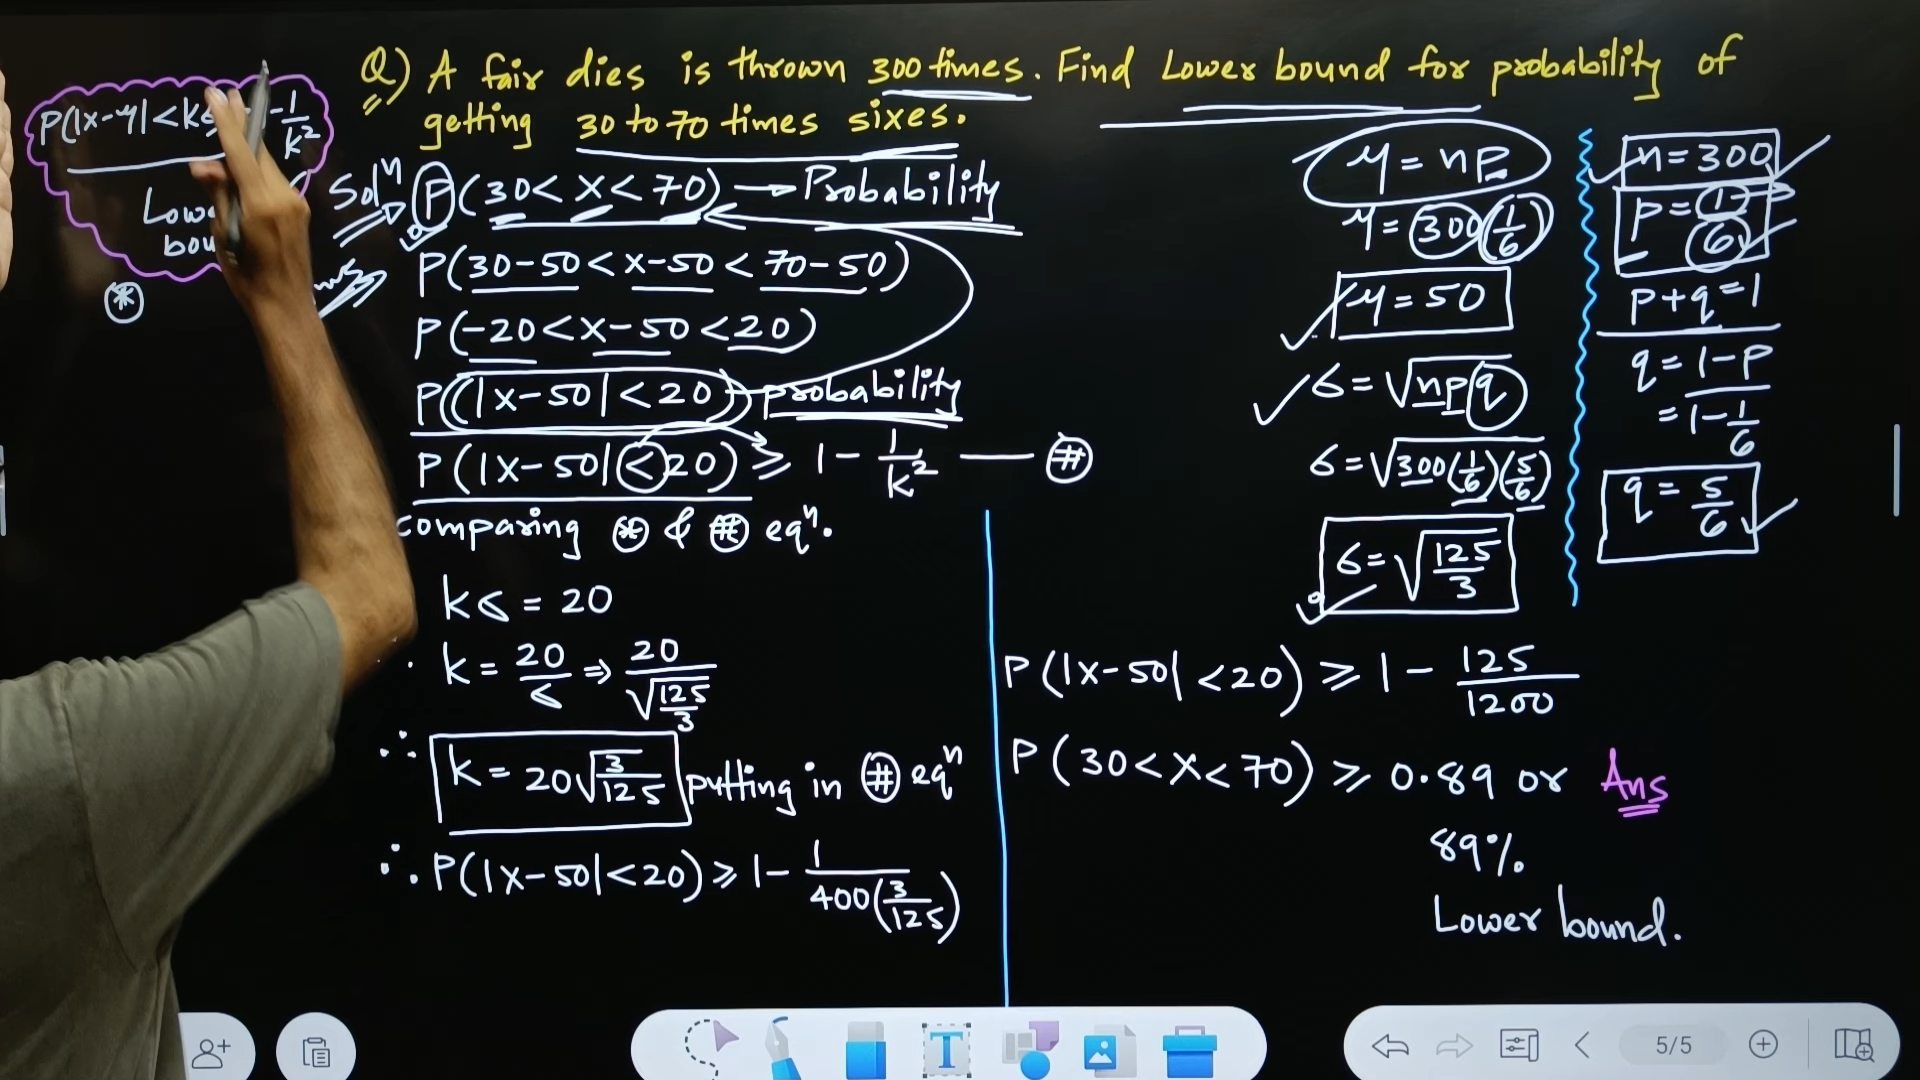 Q) A fair dies is thrown 300 times. Find Lower bound for probability of
getting 30 to 70 times sixes.
P(|x-μ|<kσ - 1/k²
Solⁿ P(30<x<70) → Probability
P(30-50<x-50<70-50)
P(-20<x-50<20)
P(|x-50|<20) probability
P(|x-50|<20) ≥ 1 - 1/k² — (#)
comparing (*) & (#) eqⁿ.
(*)
kσ = 20
k = 20/σ ⇒ 20/√(125/3)
∴ k = 20√(3/125) putting in (#) eqⁿ
∴ P(|x-50|<20) ≥ 1 - 1/400(3/125)
μ = np
μ = 300(1/6)
μ = 50
σ = √npq
σ = √300(1/6)(5/6)
σ = √(125/3)
n = 300
p = 1/6
p+q = 1
q = 1-p
= 1-1/6
q = 5/6
P(|x-50|<20) ≥ 1 - 125/1200
P(30<x<70) ≥ 0.89 or Ans
89%
Lower bound.
T
5/5